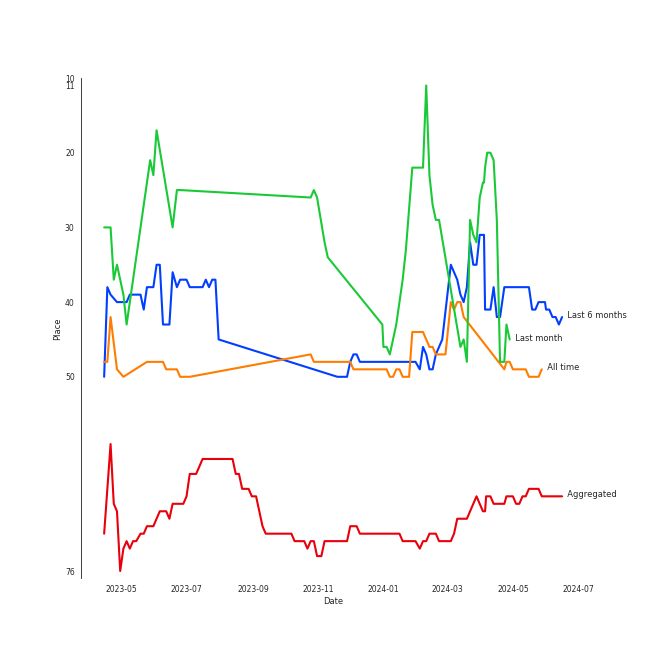 10
11
20
30
40
50
76
Place
Last 6 months
Last month
All time
Aggregated
2023-05 2023-07 2023-09 2023-11 2024-01 2024-03 2024-05 2024-07
Date